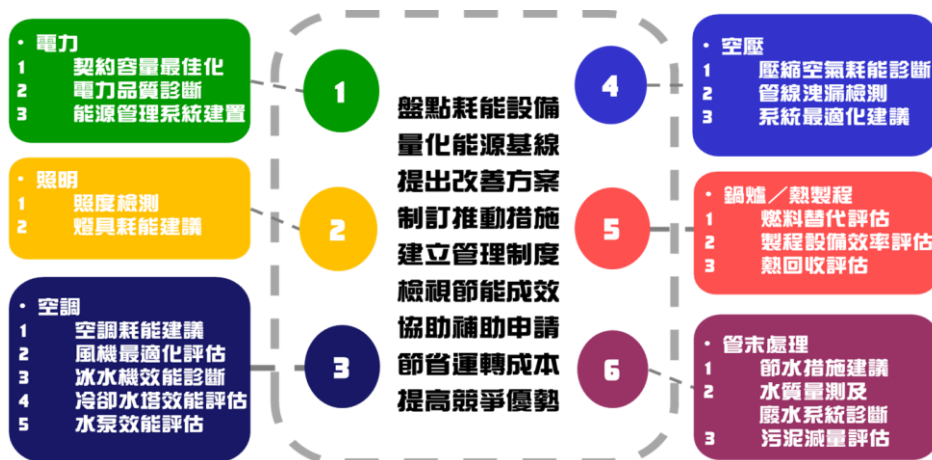 • 電力
1 契約容量最佳化
2 電力品質診斷
3 能源管理系統建置
• 照明
1 照度檢測
2 燈具耗能建議
• 空調
1 空調耗能建議
2 風機最適化評估
3 冰水機效能診斷
4 冷卻水塔效能評估
5 水泵效能評估
1
2
3
盤點耗能設備
量化能源基線
提出改善方案
制訂推動措施
建立管理制度
檢視節能成效
協助補助申請
節省運轉成本
提高競爭優勢
4
5
6
• 空壓
1 壓縮空氣耗能診斷
2 管線洩漏檢測
3 系統最適化建議
• 鍋爐／熱製程
1 燃料替代評估
2 製程設備效率評估
3 熱回收評估
• 管末處理
1 節水措施建議
2 水質量測及
廢水系統診斷
3 污泥減量評估